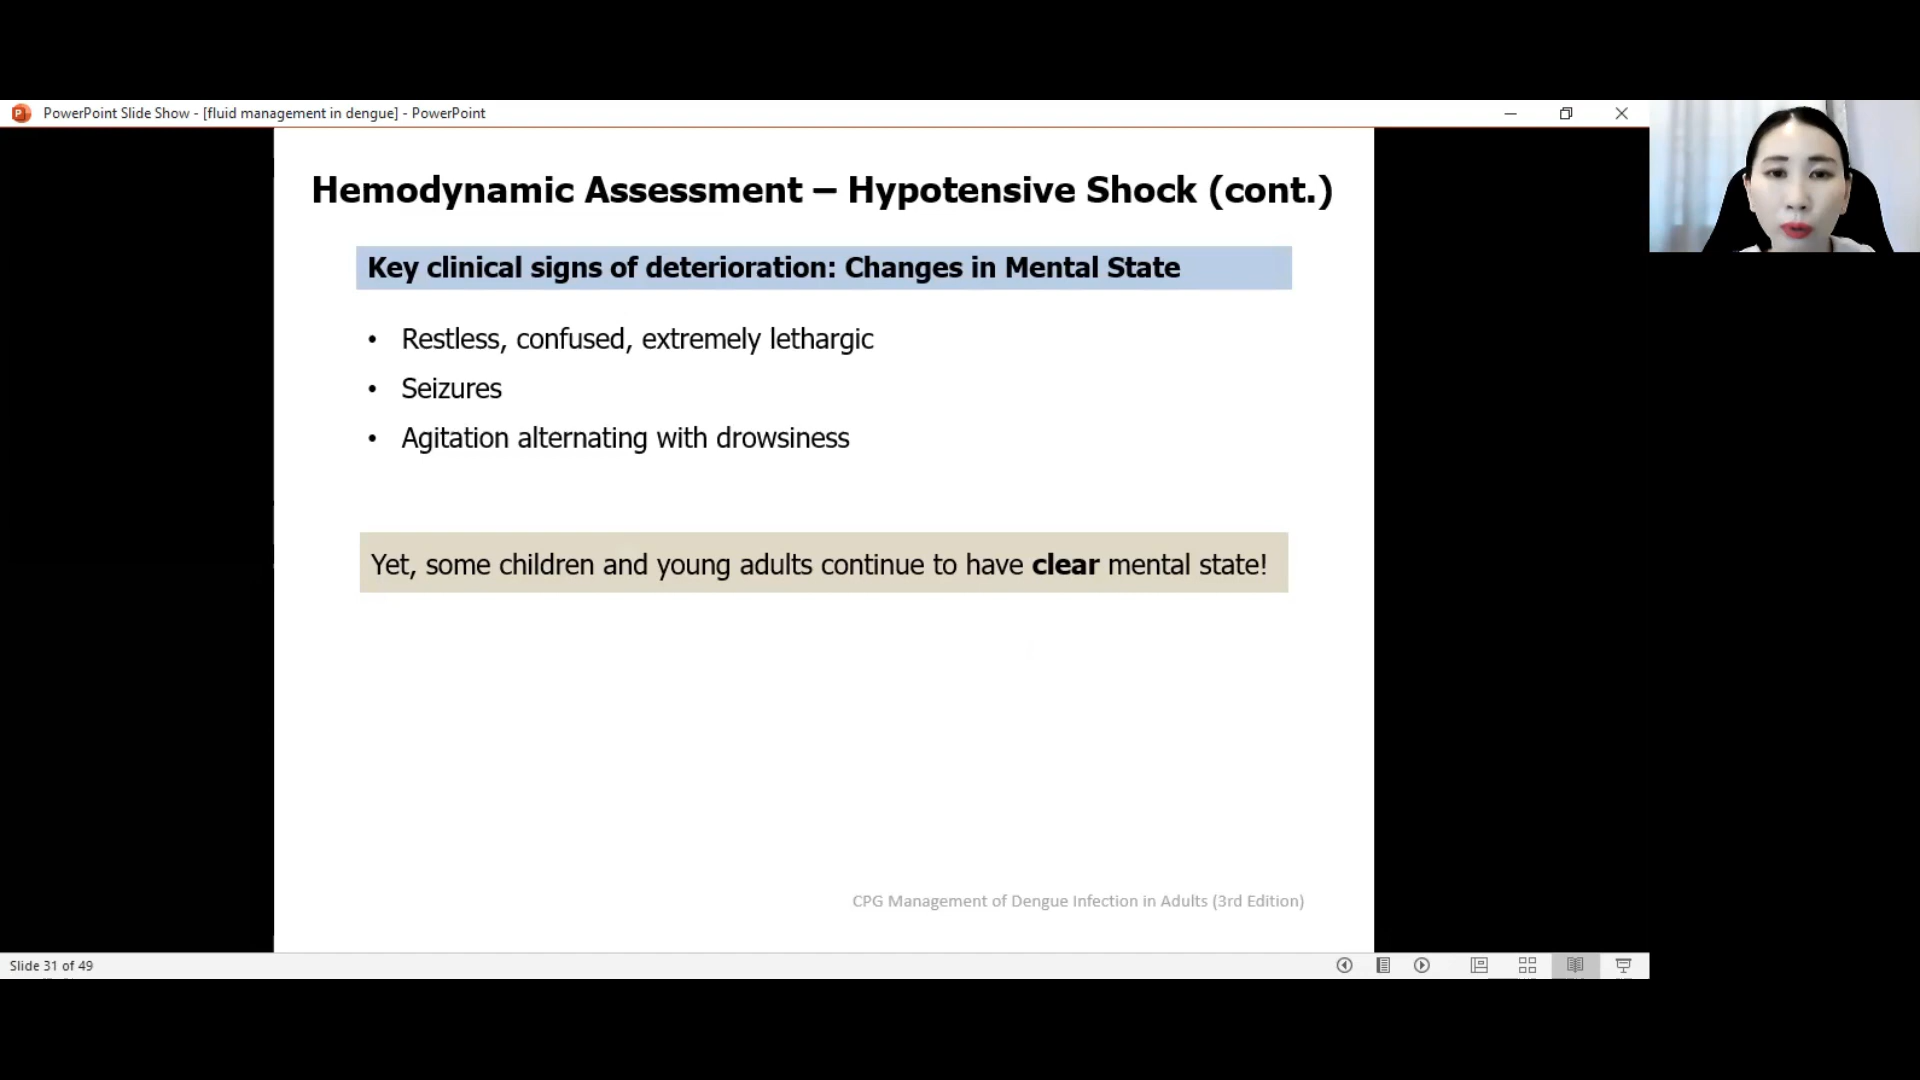 PowerPoint Slide Show - [fluid management in dengue] - PowerPoint
Hemodynamic Assessment – Hypotensive Shock (cont.)
Key clinical signs of deterioration: Changes in Mental State
• Restless, confused, extremely lethargic
• Seizures
• Agitation alternating with drowsiness
Yet, some children and young adults continue to have clear mental state!
CPG Management of Dengue Infection in Adults (3rd Edition)
Slide 31 of 49